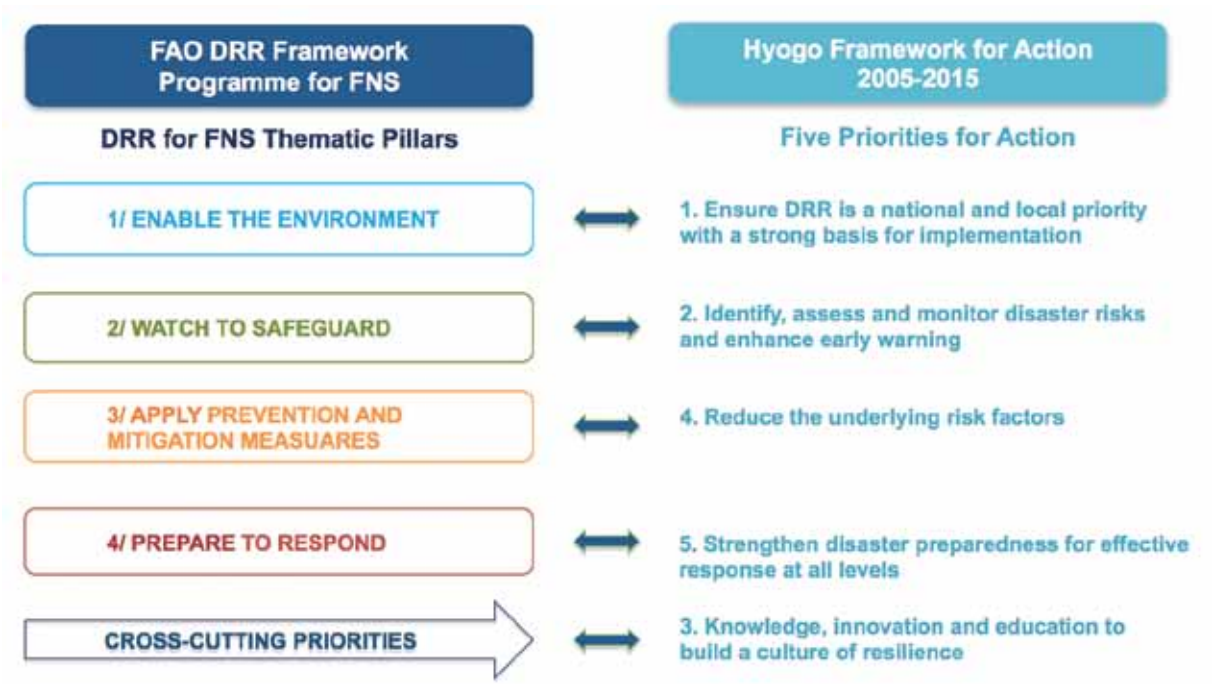 FAO DRR Framework
Programme for FNS
Hyogo Framework for Action
2005-2015
DRR for FNS Thematic Pillars
Five Priorities for Action
1/ ENABLE THE ENVIRONMENT
1. Ensure DRR is a national and local priority
with a strong basis for implementation
2/ WATCH TO SAFEGUARD
2. Identify, assess and monitor disaster risks
and enhance early warning
3/ APPLY PREVENTION AND
MITIGATION MEASUARES
4. Reduce the underlying risk factors
4/ PREPARE TO RESPOND
5. Strengthen disaster preparedness for effective
response at all levels
CROSS-CUTTING PRIORITIES
3. Knowledge, innovation and education to
build a culture of resilience